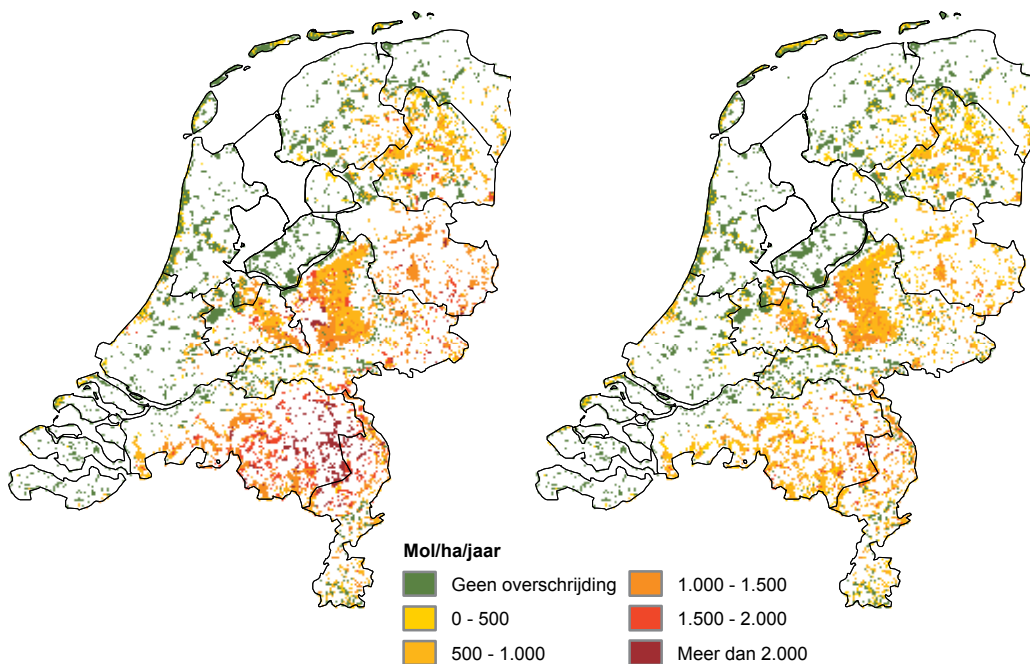 Mol/ha/jaar
Geen overschrijding
0 - 500
500 - 1.000
1.000 - 1.500
1.500 - 2.000
Meer dan 2.000